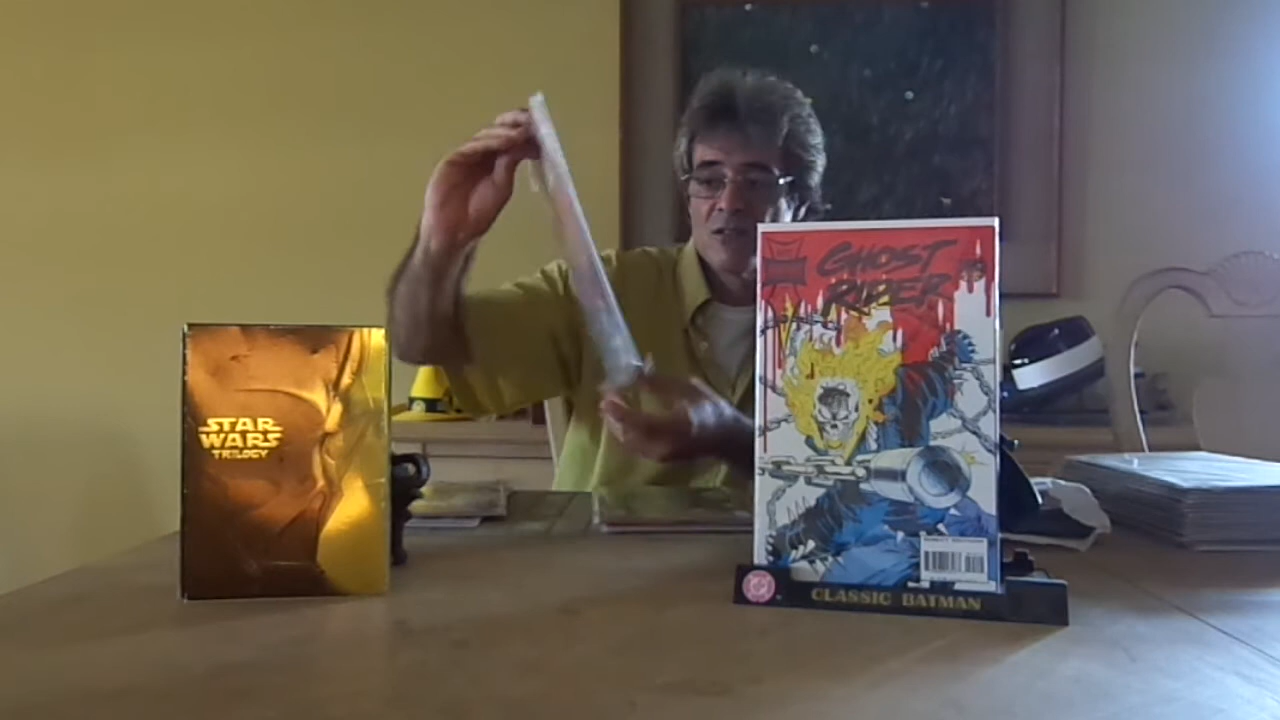 STAR
WARS
TRILOGY
GHOST
RIDER
CLASSIC BATMAN